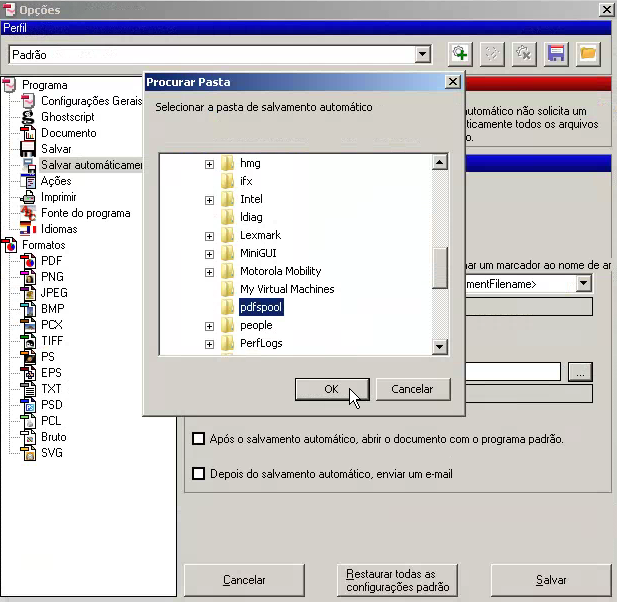 Opções
Perfil
Padrão
Programa
Configurações Gerais
Ghostscript
Documento
Salvar
Salvar automáticamen
Ações
Imprimir
Fonte do programa
Idiomas
Formatos
PDF
PNG
JPEG
BMP
PCX
TIFF
PS
EPS
TXT
PSD
PCL
Bruto
SVG
Procurar Pasta
Selecionar a pasta de salvamento automático
hmg
ifx
Intel
ldiag
Lexmark
MiniGUI
Motorola Mobility
My Virtual Machines
pdfspool
people
PerfLogs
OK
Cancelar
utomático não solicita um
áticamente todos os arquivos
o.
nar um marcador ao nome de ar
mentFilename>
...
Após o salvamento automático, abrir o documento com o programa padrão.
Depois do salvamento automático, enviar um e-mail
Cancelar
Restaurar todas as
configurações padrão
Salvar